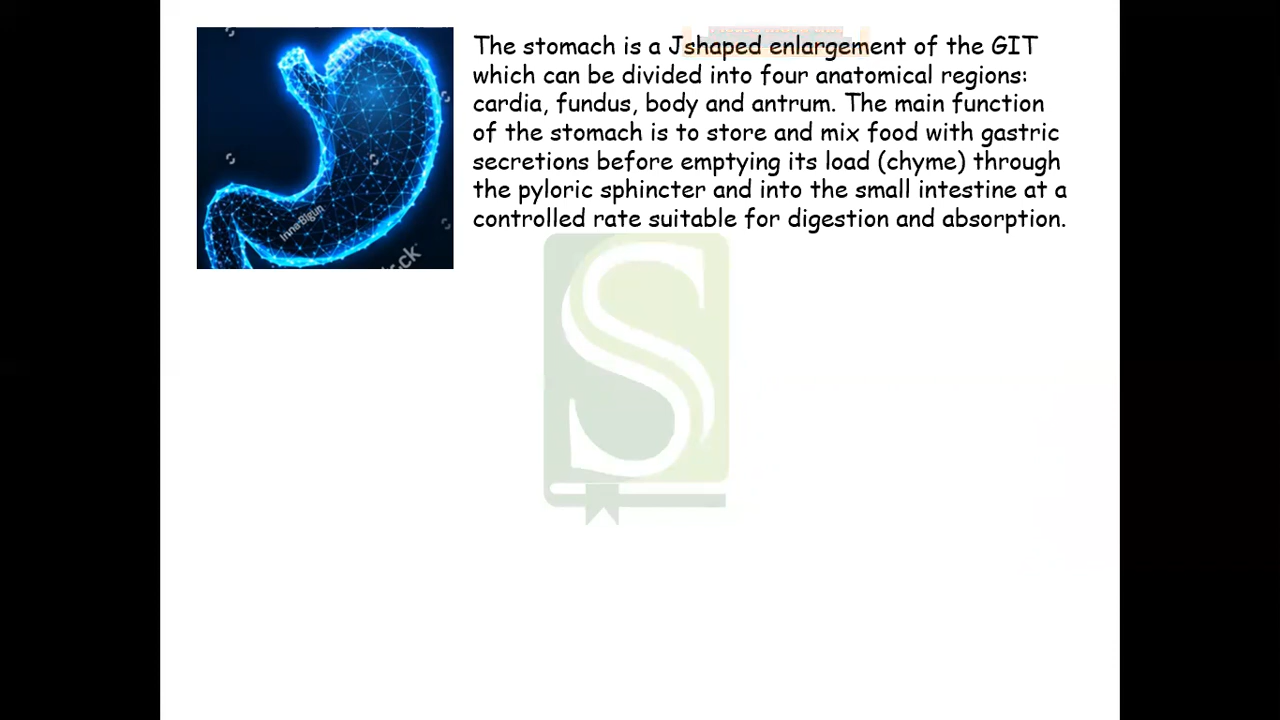 The stomach is a Jshaped enlargement of the GIT
which can be divided into four anatomical regions:
cardia, fundus, body and antrum. The main function
of the stomach is to store and mix food with gastric
secretions before emptying its load (chyme) through
the pyloric sphincter and into the small intestine at a
controlled rate suitable for digestion and absorption.
InnaBigun
S